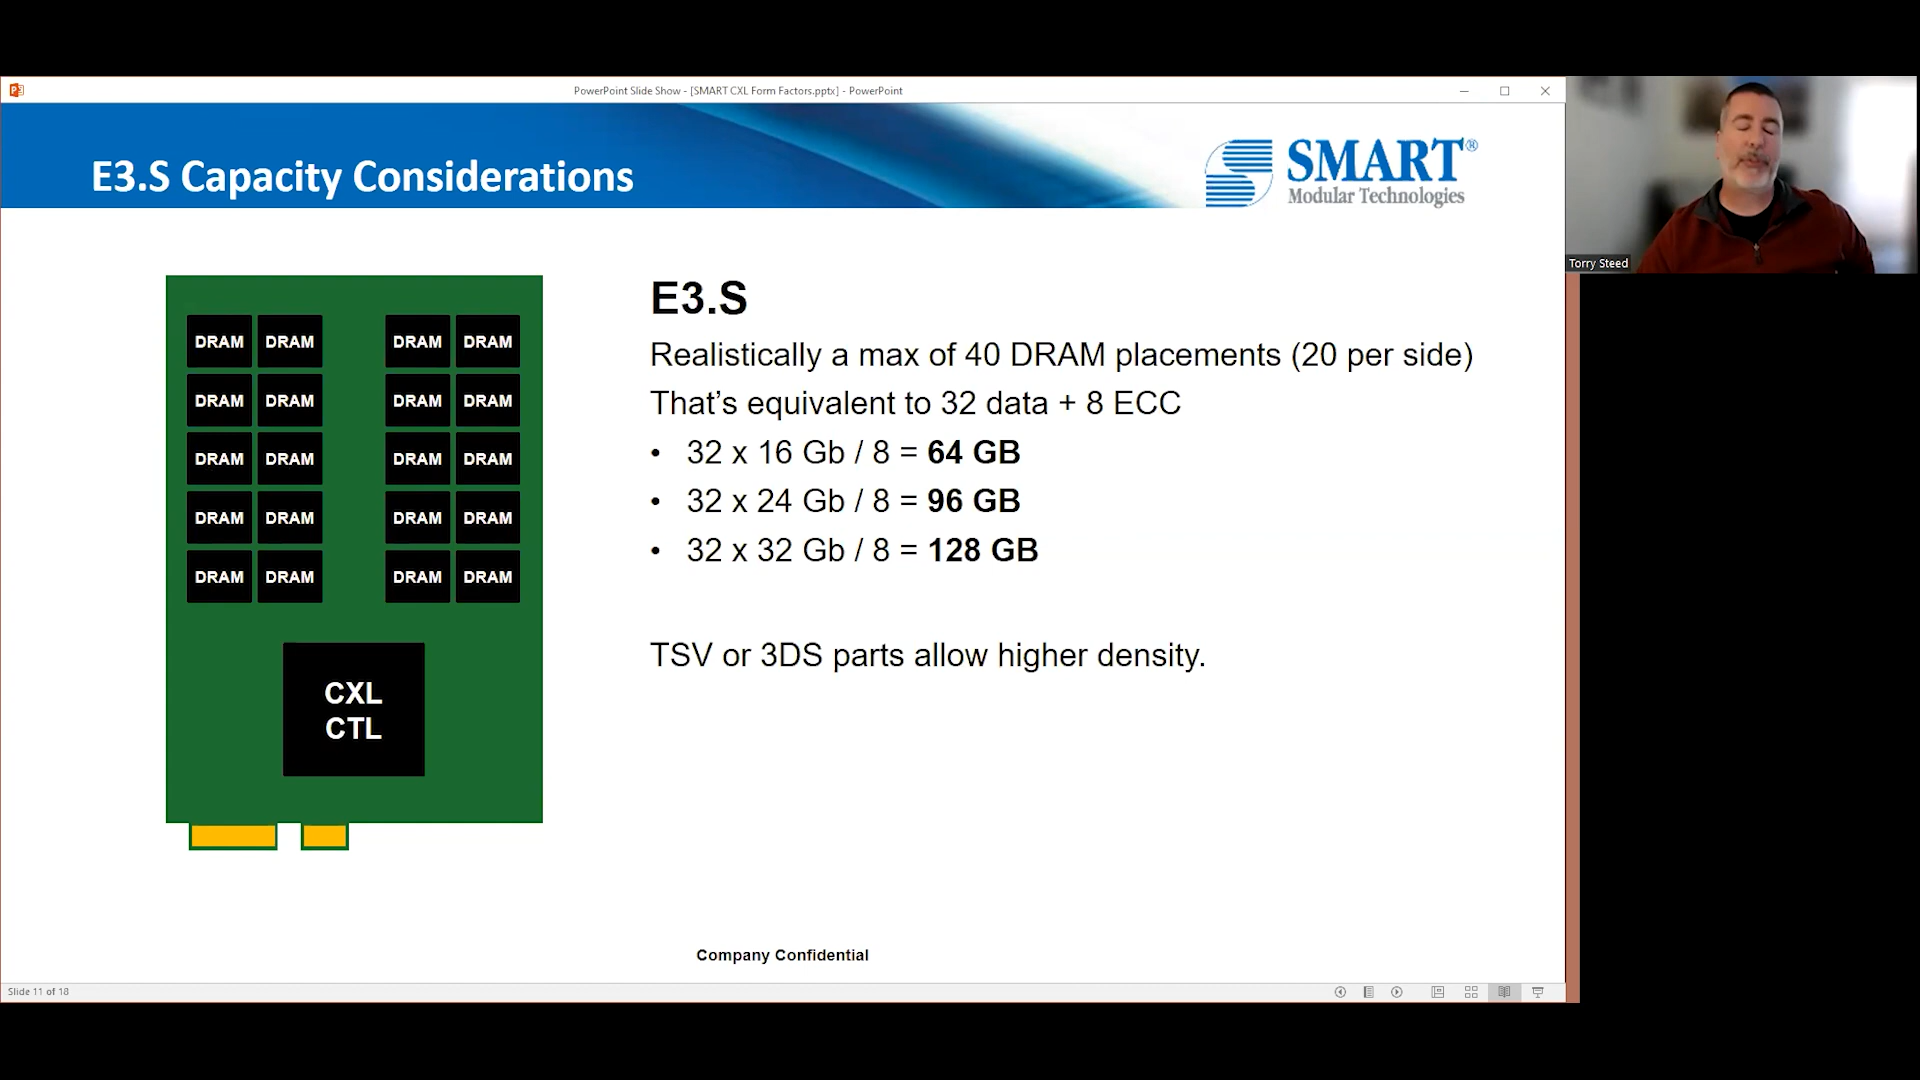 PowerPoint Slide Show - [SMART CXL Form Factors.pptx] - PowerPoint
E3.S Capacity Considerations
SMART®
Modular Technologies
Torry Steed
DRAM DRAM DRAM DRAM
DRAM DRAM DRAM DRAM
DRAM DRAM DRAM DRAM
DRAM DRAM DRAM DRAM
DRAM DRAM DRAM DRAM
CXL
CTL
E3.S
Realistically a max of 40 DRAM placements (20 per side)
That’s equivalent to 32 data + 8 ECC
• 32 x 16 Gb / 8 = 64 GB
• 32 x 24 Gb / 8 = 96 GB
• 32 x 32 Gb / 8 = 128 GB
TSV or 3DS parts allow higher density.
Company Confidential
Slide 11 of 18